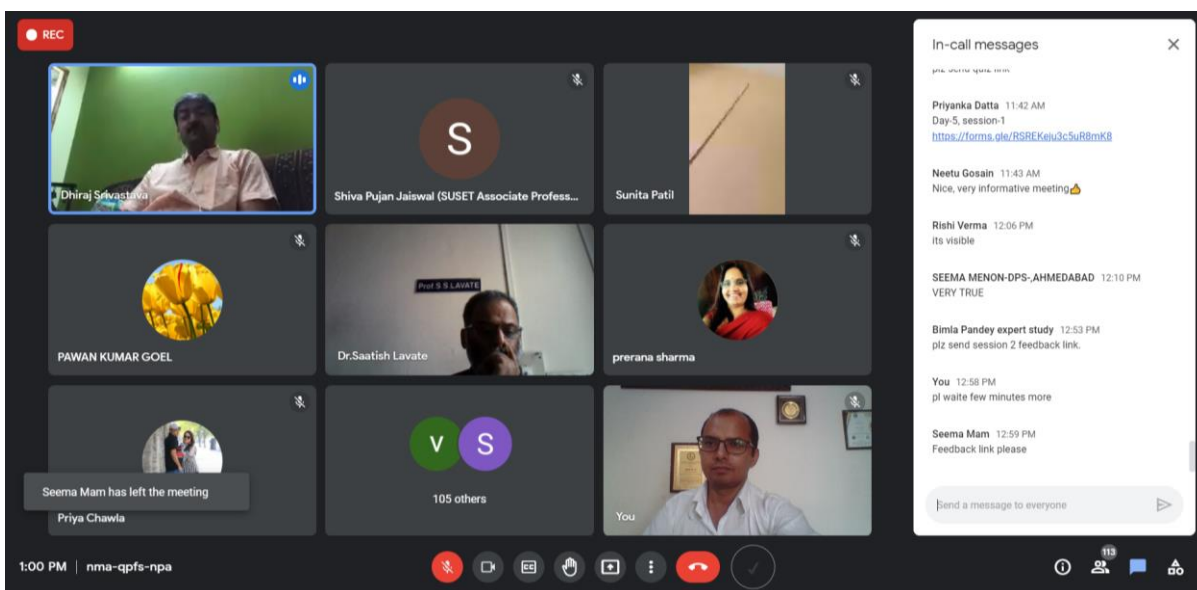 REC
Dhiraj Srivastava
S
Shiva Pujan Jaiswal (SUSET Associate Profess...
Sunita Patil
PAWAN KUMAR GOEL
Prof S S LAVATE
Dr.Saatish Lavate
prerana sharma
Seema Mam has left the meeting
Priya Chawla
V S
105 others
You
1:00 PM | nma-qpfs-npa
CC
113
In-call messages
plz send quiz link
Priyanka Datta 11:42 AM
Day-5, session-1
https://forms.gle/RSREKeiu3c5uR8mK8
Neetu Gosain 11:43 AM
Nice, very informative meeting👍
Rishi Verma 12:06 PM
its visible
SEEMA MENON-DPS-,AHMEDABAD 12:10 PM
VERY TRUE
Bimla Pandey expert study 12:53 PM
plz send session 2 feedback link.
You 12:58 PM
pl waite few minutes more
Seema Mam 12:59 PM
Feedback link please
Send a message to everyone